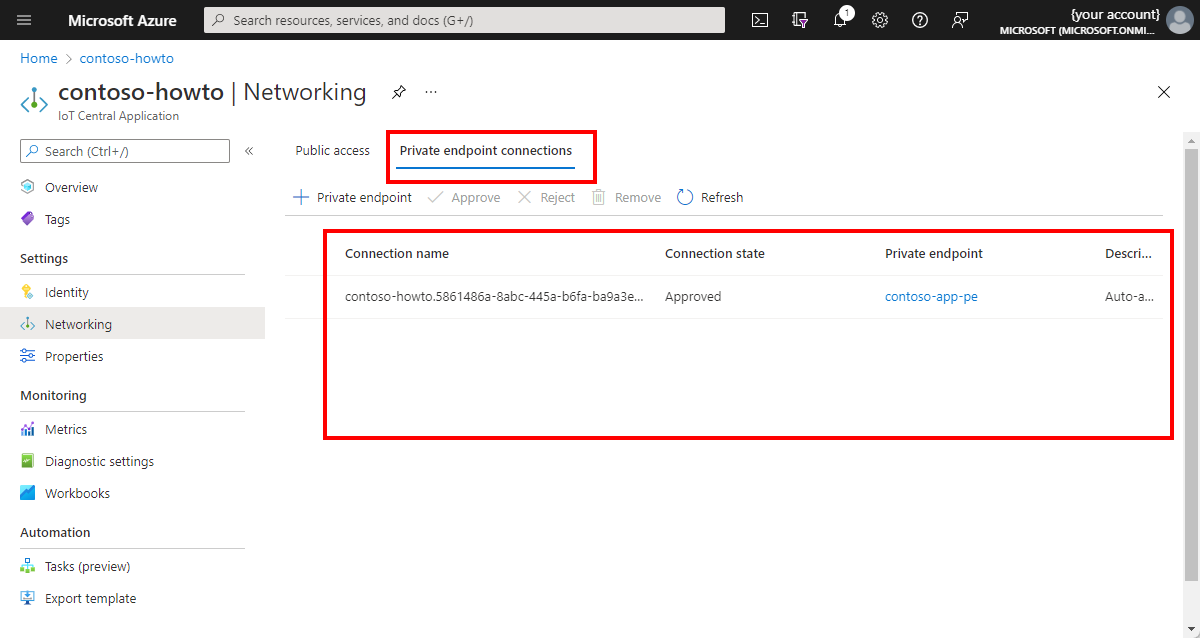 Microsoft Azure
Search resources, services, and docs (G+/)
1
{your account}
MICROSOFT (MICROSOFT.ONMI...
Home > contoso-howto
contoso-howto | Networking
...
IoT Central Application
Search (Ctrl+/)
«
Overview
Tags
Settings
Identity
Networking
Properties
Monitoring
Metrics
Diagnostic settings
Workbooks
Automation
Tasks (preview)
Export template
Public access
Private endpoint connections
Private endpoint
Approve
Reject
Remove
Refresh
Connection name Connection state Private endpoint Descri...
contoso-howto.5861486a-8abc-445a-b6fa-ba9a3e... Approved contoso-app-pe Auto-a...